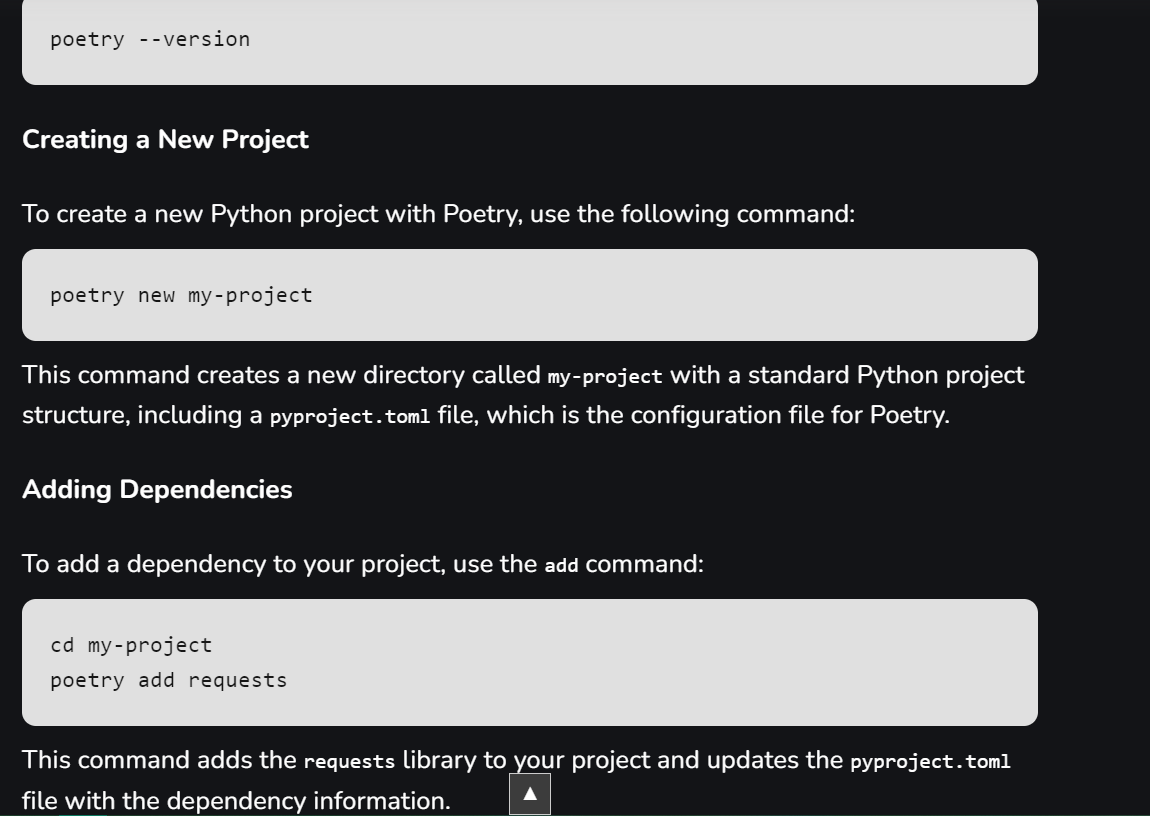 poetry --version
Creating a New Project
To create a new Python project with Poetry, use the following command:
poetry new my-project
This command creates a new directory called my-project with a standard Python project
structure, including a pyproject.toml file, which is the configuration file for Poetry.
Adding Dependencies
To add a dependency to your project, use the add command:
cd my-project
poetry add requests
This command adds the requests library to your project and updates the pyproject.toml
file with the dependency information.